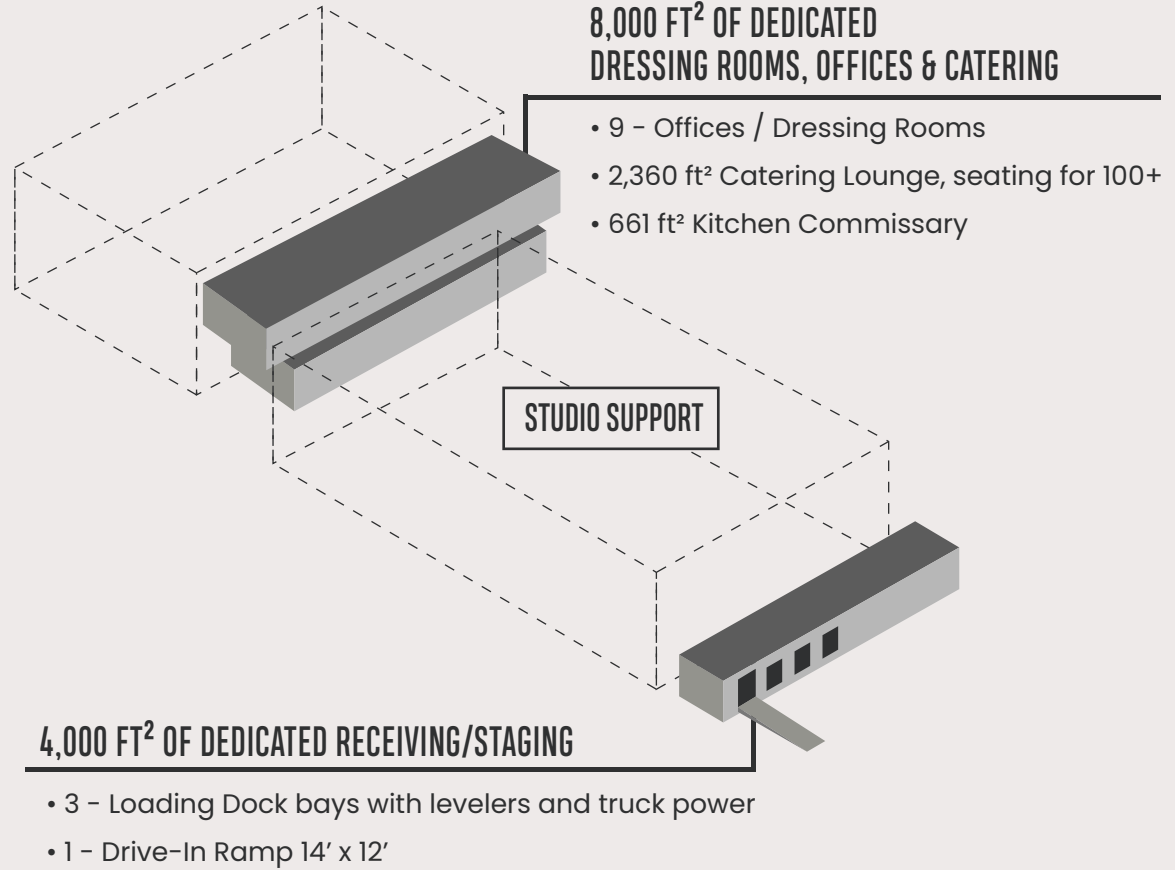 8,000 FT² OF DEDICATED
DRESSING ROOMS, OFFICES & CATERING
• 9 - Offices / Dressing Rooms
• 2,360 ft² Catering Lounge, seating for 100+
• 661 ft² Kitchen Commissary
STUDIO SUPPORT
4,000 FT² OF DEDICATED RECEIVING/STAGING
• 3 - Loading Dock bays with levelers and truck power
• 1 - Drive-In Ramp 14’ x 12’